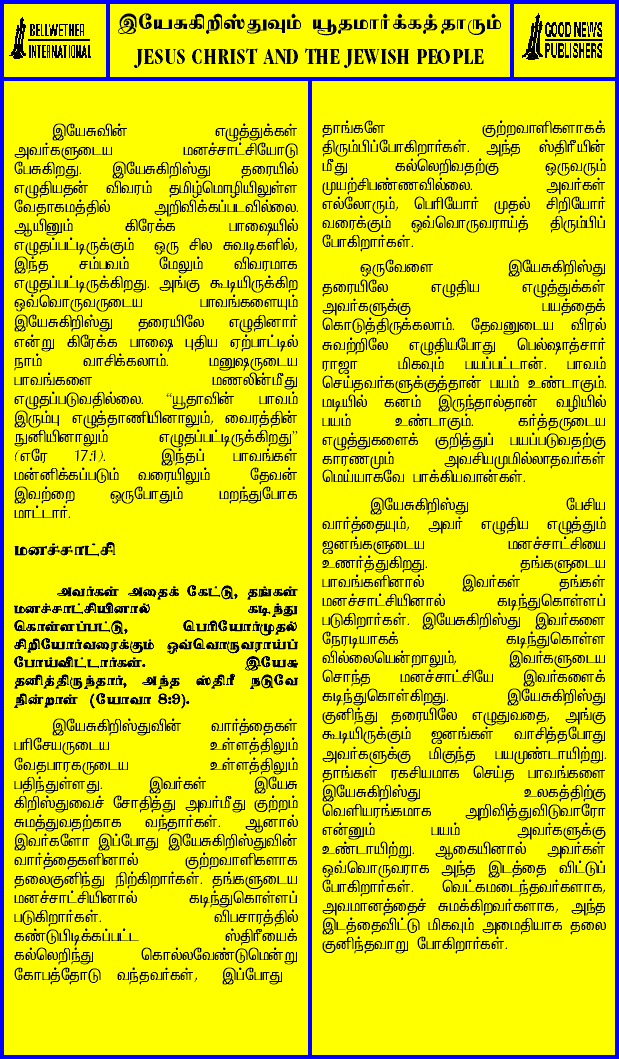 BELLWETHER
INTERNATIONAL
இயேசுகிறிஸ்துவும் யூதமார்க்கத்தாரும்
JESUS CHRIST AND THE JEWISH PEOPLE
GOOD NEWS
PUBLISHERS
இயேசுவின் எழுத்துக்கள்
அவர்களுடைய மனச்சாட்சியோடு
பேசுகிறது. இயேசுகிறிஸ்து தரையில்
எழுதியதன் விவரம் தமிழ்மொழியிலுள்ள
வேதாகமத்தில் அறிவிக்கப்படவில்லை.
ஆயினும் கிரேக்க பாஷையில்
எழுதப்பட்டிருக்கும் ஒரு சில சுவடிகளில்,
இந்த சம்பவம் மேலும் விவரமாக
எழுதப்பட்டிருக்கிறது. அங்கு கூடியிருக்கிற
ஒவ்வொருவருடைய பாவங்களையும்
இயேசுகிறிஸ்து தரையிலே எழுதினார்
என்று கிரேக்க பாஷை புதிய ஏற்பாட்டில்
நாம் வாசிக்கலாம். மனுஷருடைய
பாவங்களை மணலின்மீது
எழுதப்படுவதில்லை. “யூதாவின் பாவம்
இரும்பு எழுத்தாணியினாலும், வைரத்தின்
நுனியினாலும் எழுதப்பட்டிருக்கிறது”
(எரே 17:1). இந்தப் பாவங்கள்
மன்னிக்கப்படும் வரையிலும் தேவன்
இவற்றை ஒருபோதும் மறந்துபோக
மாட்டார்.
மனச்சாட்சி
அவர்கள் அதைக் கேட்டு, தங்கள்
மனச்சாட்சியினால் கடிந்து
கொள்ளப்பட்டு, பெரியோர்முதல்
சிறியோர்வரைக்கும் ஒவ்வொருவராய்ப்
போய்விட்டார்கள். இயேசு
தனித்திருந்தார், அந்த ஸ்திரீ நடுவே
நின்றாள் (யோவா 8:9).
இயேசுகிறிஸ்துவின் வார்த்தைகள்
பரிசேயருடைய உள்ளத்திலும்
வேதபாரகருடைய உள்ளத்திலும்
பதிந்துள்ளது. இவர்கள் இயேசு
கிறிஸ்துவைச் சோதித்து அவர்மீது குற்றம்
சுமத்துவதற்காக வந்தார்கள். ஆனால்
இவர்களோ இப்போது இயேசுகிறிஸ்துவின்
வார்த்தைகளினால் குற்றவாளிகளாக
தலைகுனிந்து நிற்கிறார்கள். தங்களுடைய
மனச்சாட்சியினால் கடிந்துகொள்ளப்
படுகிறார்கள். விபசாரத்தில்
கண்டுபிடிக்கப்பட்ட ஸ்திரீயைக்
கல்லெறிந்து கொல்லவேண்டுமென்று
கோபத்தோடு வந்தவர்கள், இப்போது
தாங்களே குற்றவாளிகளாகக்
திரும்பிப்போகிறார்கள். அந்த ஸ்திரீயின்
மீது கல்லெறிவதற்கு ஒருவரும்
முயற்சிபண்ணவில்லை. அவர்கள்
எல்லோரும், பெரியோர் முதல் சிறியோர்
வரைக்கும் ஒவ்வொருவராய்த் திரும்பிப்
போகிறார்கள்.
ஒருவேளை இயேசுகிறிஸ்து
தரையிலே எழுதிய எழுத்துக்கள்
அவர்களுக்கு பயத்தைக்
கொடுத்திருக்கலாம். தேவனுடைய விரல்
சுவற்றிலே எழுதியபோது பெல்ஷாத்சார்
ராஜா மிகவும் பயப்பட்டான். பாவம்
செய்தவர்களுக்குத்தான் பயம் உண்டாகும்.
மடியில் கனம் இருந்தால்தான் வழியில்
பயம் உண்டாகும். கர்த்தருடைய
எழுத்துகளைக் குறித்துப் பயப்படுவதற்கு
காரணமும் அவசியமுமில்லாதவர்கள்
மெய்யாகவே பாக்கியவான்கள்.
இயேசுகிறிஸ்து பேசிய
வார்த்தையும், அவர் எழுதிய எழுத்தும்
ஜனங்களுடைய மனச்சாட்சியை
உணர்த்துகிறது. தங்களுடைய
பாவங்களினால் இவர்கள் தங்கள்
மனச்சாட்சியினால் கடிந்துகொள்ளப்
படுகிறார்கள். இயேசுகிறிஸ்து இவர்களை
நேரடியாகக் கடிந்துகொள்ள
வில்லையென்றாலும், இவர்களுடைய
சொந்த மனச்சாட்சியே இவர்களைக்
கடிந்துகொள்கிறது. இயேசுகிறிஸ்து
குனிந்து தரையிலே எழுதுவதை, அங்கு
கூடியிருக்கும் ஜனங்கள் வாசித்தபோது
அவர்களுக்கு மிகுந்த பயமுண்டாயிற்று.
தாங்கள் ரகசியமாக செய்த பாவங்களை
இயேசுகிறிஸ்து உலகத்திற்கு
வெளியரங்கமாக அறிவித்துவிடுவாரோ
என்னும் பயம் அவர்களுக்கு
உண்டாயிற்று. ஆகையினால் அவர்கள்
ஒவ்வொருவராக அந்த இடத்தை விட்டுப்
போகிறார்கள். வெட்கமடைந்தவர்களாக,
அவமானத்தைச் சுமக்கிறவர்களாக, அந்த
இடத்தைவிட்டு மிகவும் அமைதியாக தலை
குனிந்தவாறு போகிறார்கள்.